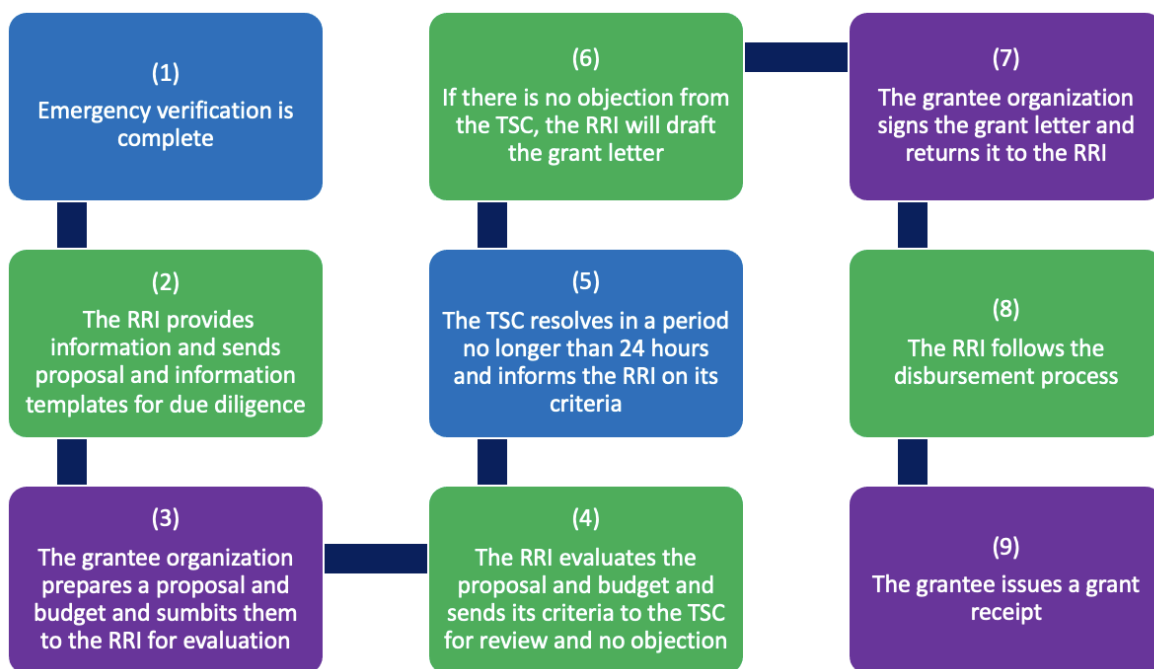 (1)
Emergency verification is
complete
(2)
The RRI provides
information and sends
proposal and information
templates for due diligence
(3)
The grantee organization
prepares a proposal and
budget and sumbits them
to the RRI for evaluation
(4)
The RRI evaluates the
proposal and budget and
sends its criteria to the TSC
for review and no objection
(5)
The TSC resolves in a period
no longer than 24 hours
and informs the RRI on its
criteria
(6)
If there is no objection from
the TSC, the RRI will draft
the grant letter
(7)
The grantee organization
signs the grant letter and
returns it to the RRI
(8)
The RRI follows the
disbursement process
(9)
The grantee issues a grant
receipt